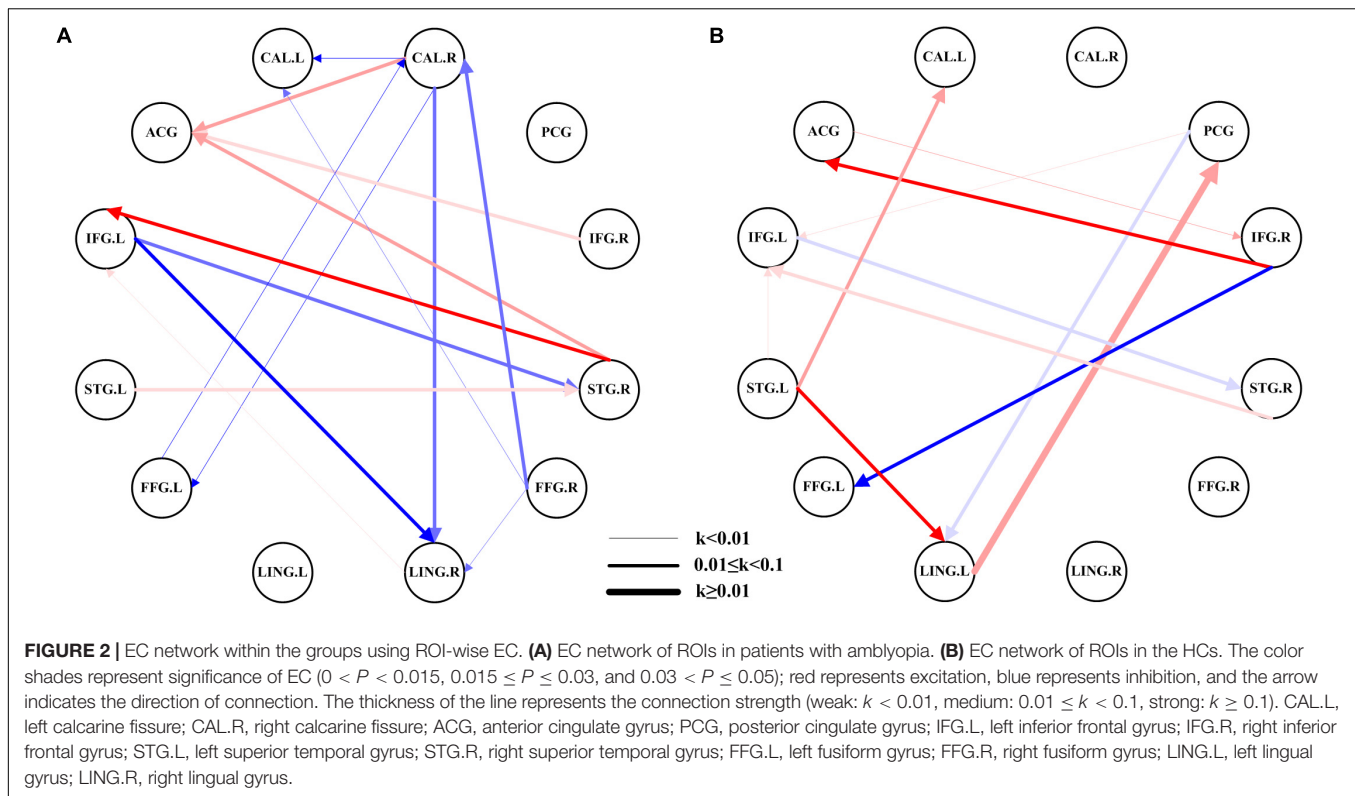 A
B
CAL.L
CAL.R
CAL.L
CAL.R
ACG
PCG
ACG
PCG
IFG.L
IFG.R
IFG.L
IFG.R
STG.L
STG.R
STG.L
STG.R
FFG.L
FFG.R
FFG.L
FFG.R
LING.L
LING.R
LING.L
LING.R
k<0.01
0.01≤k<0.1
k≥0.01
FIGURE 2 | EC network within the groups using ROI-wise EC. (A) EC network of ROIs in patients with amblyopia. (B) EC network of ROIs in the HCs. The color
shades represent significance of EC (0 < P < 0.015, 0.015 ≤ P ≤ 0.03, and 0.03 < P ≤ 0.05); red represents excitation, blue represents inhibition, and the arrow
indicates the direction of connection. The thickness of the line represents the connection strength (weak: k < 0.01, medium: 0.01 ≤ k < 0.1, strong: k ≥ 0.1). CAL.L,
left calcarine fissure; CAL.R, right calcarine fissure; ACG, anterior cingulate gyrus; PCG, posterior cingulate gyrus; IFG.L, left inferior frontal gyrus; IFG.R, right inferior
frontal gyrus; STG.L, left superior temporal gyrus; STG.R, right superior temporal gyrus; FFG.L, left fusiform gyrus; FFG.R, right fusiform gyrus; LING.L, left lingual
gyrus; LING.R, right lingual gyrus.